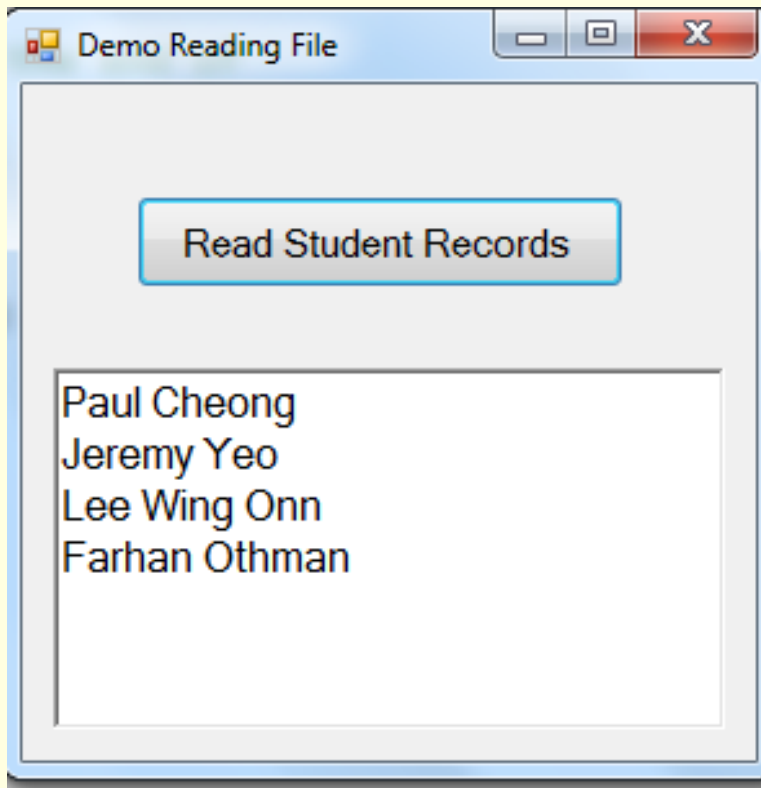 Demo Reading File
Read Student Records
Paul Cheong
Jeremy Yeo
Lee Wing Onn
Farhan Othman